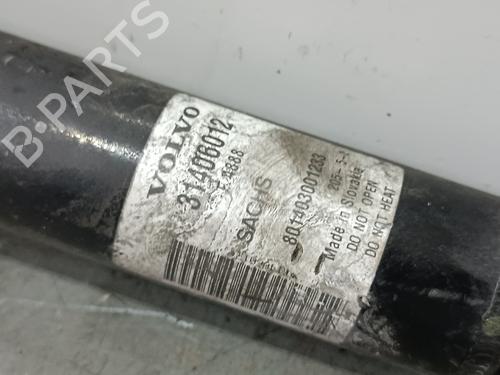 B-PARTS
VOLVO
31406012
SACHS
801403001283
Made in Slovakia
DO NOT OPEN
DO NOT HEAT